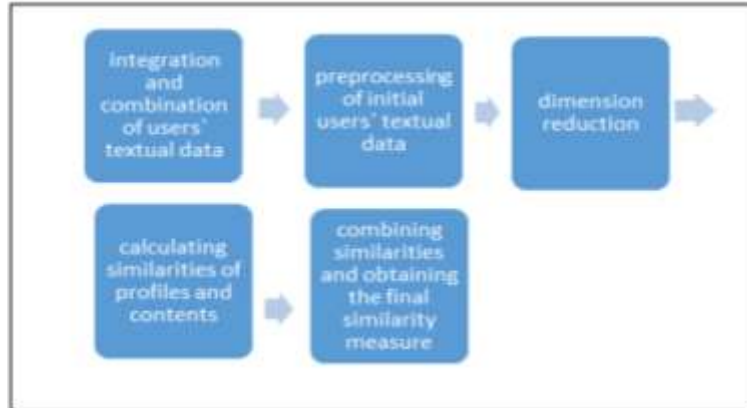 integration
and
combination
of users'
textual data
preprocessing
of initial
users' textual
data
dimension
reduction
calculating
similarities of
profiles and
contents
combining
similarities
and obtaining
the final
similarity
measure